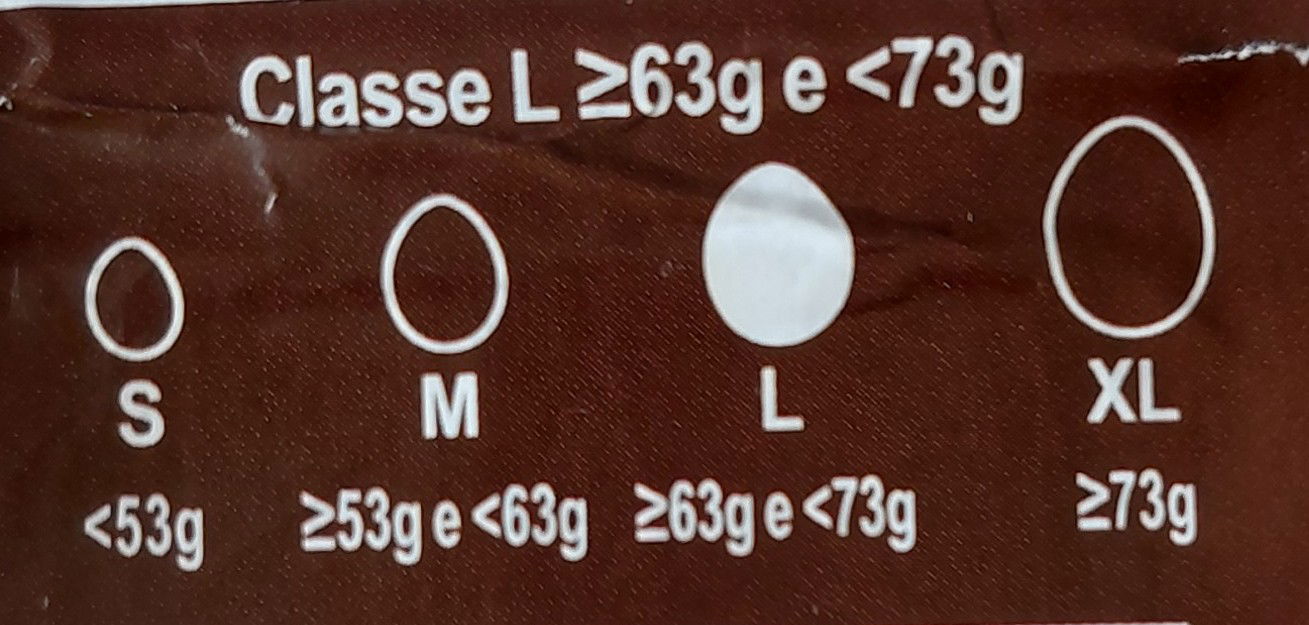 Classe L ≥63g e <73g
S M L XL
<53g ≥53g e <63g ≥63g e <73g ≥73g